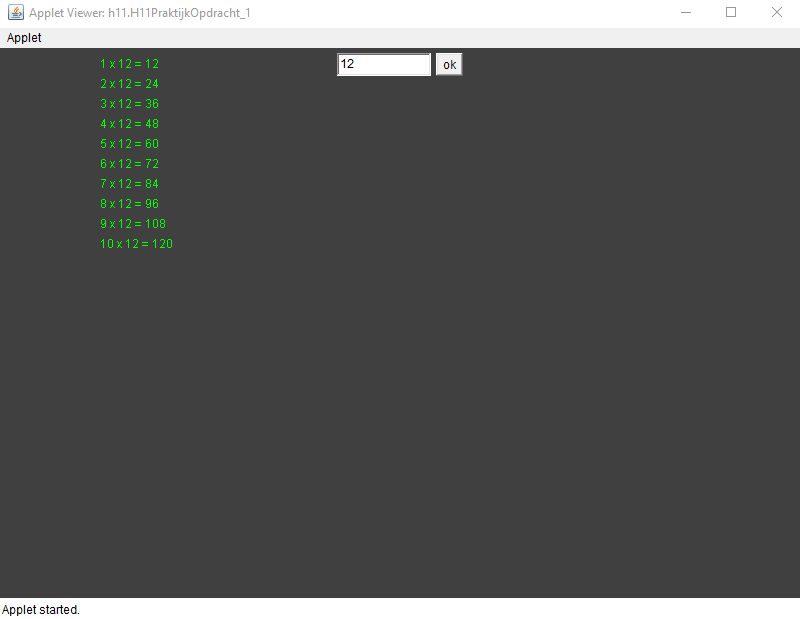 Applet Viewer: h11.H11PraktijkOpdracht_1
Applet
12 ok
1 x 12 = 12
2 x 12 = 24
3 x 12 = 36
4 x 12 = 48
5 x 12 = 60
6 x 12 = 72
7 x 12 = 84
8 x 12 = 96
9 x 12 = 108
10 x 12 = 120
Applet started.